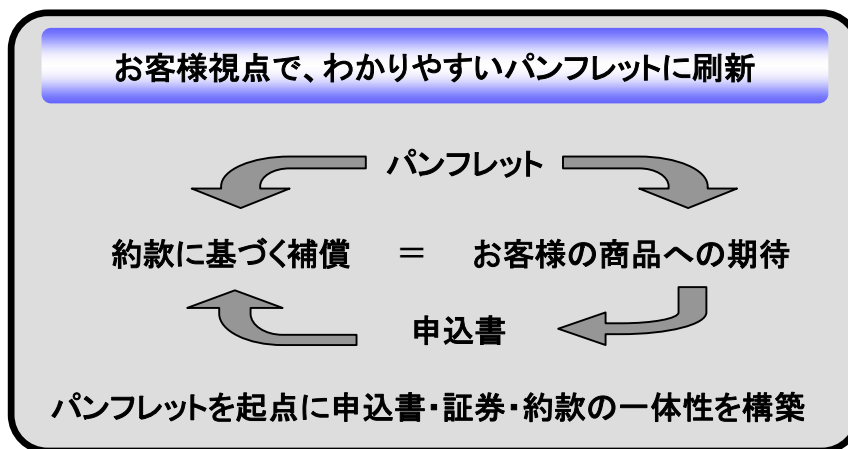 お客様視点で、わかりやすいパンフレットに刷新
パンフレット
約款に基づく補償 = お客様の商品への期待
申込書
パンフレットを起点に申込書・証券・約款の一体性を構築